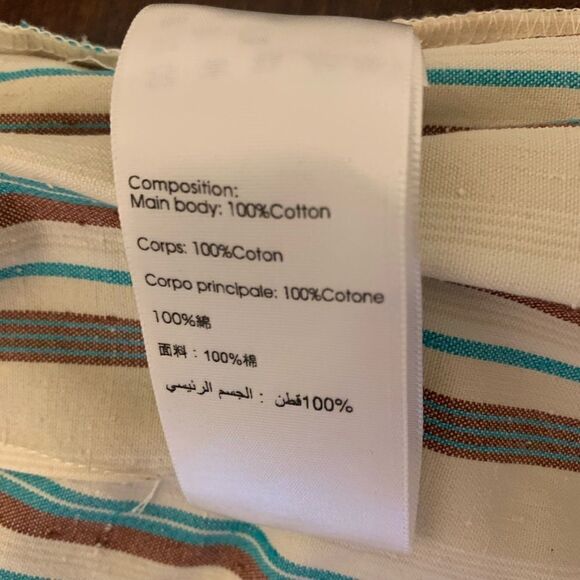 Composition:
Main body: 100%Cotton
Corps: 100%Coton
Corpo principale: 100%Cotone
100%綿
面料：100%棉
100%قطن : الجسم الرئيسي